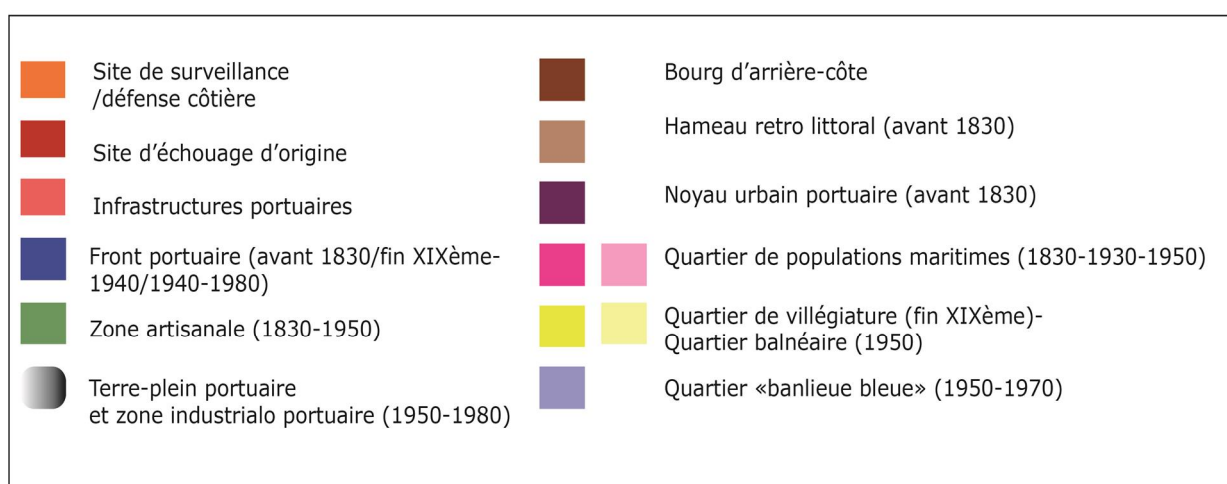 Site de surveillance
/défense côtière
Site d'échouage d'origine
Infrastructures portuaires
Front portuaire (avant 1830/fin XIXème-
1940/1940-1980)
Zone artisanale (1830-1950)
Terre-plein portuaire
et zone industrialo portuaire (1950-1980)
Bourg d'arrière-côte
Hameau retro littoral (avant 1830)
Noyau urbain portuaire (avant 1830)
Quartier de populations maritimes (1830-1930-1950)
Quartier de villégiature (fin XIXème)-
Quartier balnéaire (1950)
Quartier «banlieue bleue» (1950-1970)